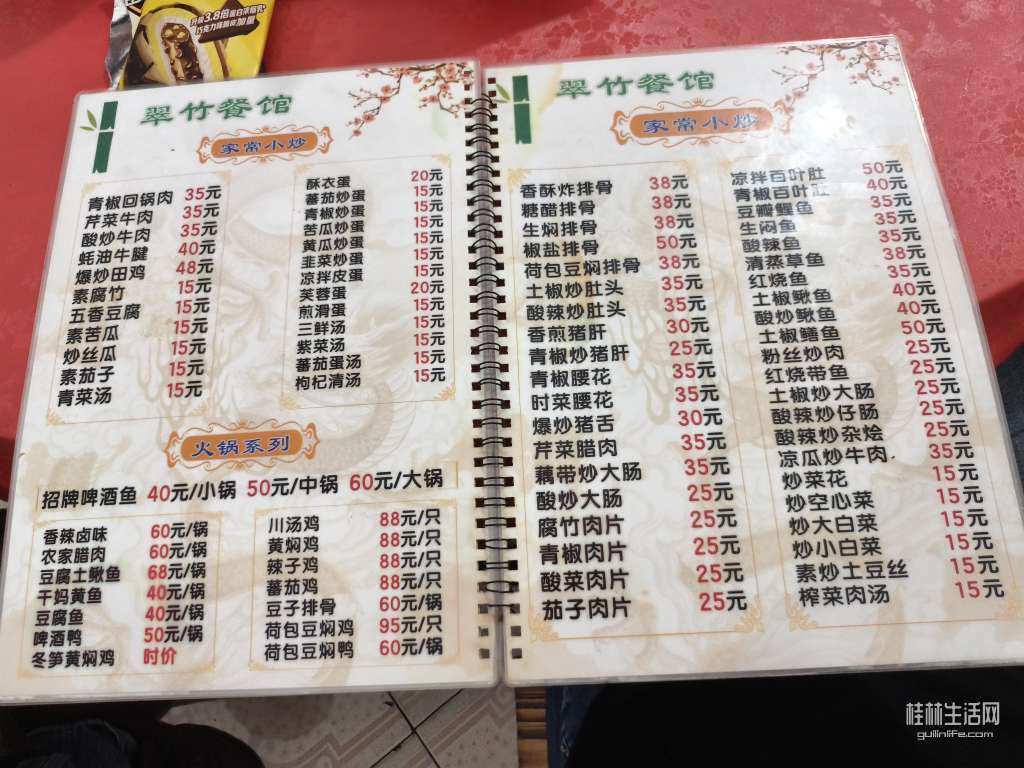 升级3.8倍蛋白浓醇乳
巧克力味脆皮加量
翠竹餐馆
家常小炒
青椒回锅肉 35元
芹菜牛肉 35元
酸炒牛肉 35元
蚝油牛腱 40元
爆炒田鸡 48元
素腐竹 15元
五香豆腐 15元
素苦瓜 15元
炒丝瓜 15元
素茄子 15元
青菜汤 15元
酥衣蛋 20元
蕃茄炒蛋 15元
青椒炒蛋 15元
苦瓜炒蛋 15元
黄瓜炒蛋 15元
韭菜炒蛋 15元
凉拌皮蛋 15元
芙蓉蛋 20元
煎滑蛋 15元
三鲜汤 15元
紫菜汤 15元
蕃茄蛋汤 15元
枸杞清汤 15元
火锅系列
招牌啤酒鱼 40元/小锅 50元/中锅 60元/大锅
香辣卤味 60元/锅
农家腊肉 60元/锅
豆腐土鳅鱼 68元/锅
干妈黄鱼 40元/锅
豆腐鱼 40元/锅
啤酒鸭 50元/锅
冬笋黄焖鸡 时价
川汤鸡 88元/只
黄焖鸡 88元/只
辣子鸡 88元/只
蕃茄鸡 88元/只
豆子排骨 60元/锅
荷包豆焖鸡 95元/只
荷包豆焖鸭 60元/锅
翠竹餐馆
家常小炒
香酥炸排骨 38元
糖醋排骨 38元
生焖排骨 38元
椒盐排骨 50元
荷包豆焖排骨 38元
土椒炒肚头 35元
酸辣炒肚头 35元
香煎猪肝 30元
青椒炒猪肝 25元
青椒腰花 35元
时菜腰花 35元
爆炒猪舌 30元
芹菜腊肉 35元
藕带炒大肠 35元
酸炒大肠 25元
腐竹肉片 25元
青椒肉片 25元
酸菜肉片 25元
茄子肉片 25元
凉拌百叶肚 50元
青椒百叶肚 40元
豆瓣鲤鱼 35元
生闷鱼 35元
酸辣鱼 35元
清蒸草鱼 38元
红烧鱼 35元
土椒鳅鱼 40元
酸炒鳅鱼 40元
土椒鳝鱼 50元
粉丝炒肉 25元
红烧带鱼 25元
土椒炒大肠 25元
酸辣炒仔肠 25元
酸辣炒杂烩 25元
凉瓜炒牛肉 35元
炒菜花 15元
炒空心菜 15元
炒大白菜 15元
炒小白菜 15元
素炒土豆丝 15元
榨菜肉汤 15元
桂林生活网
guilinlife.com